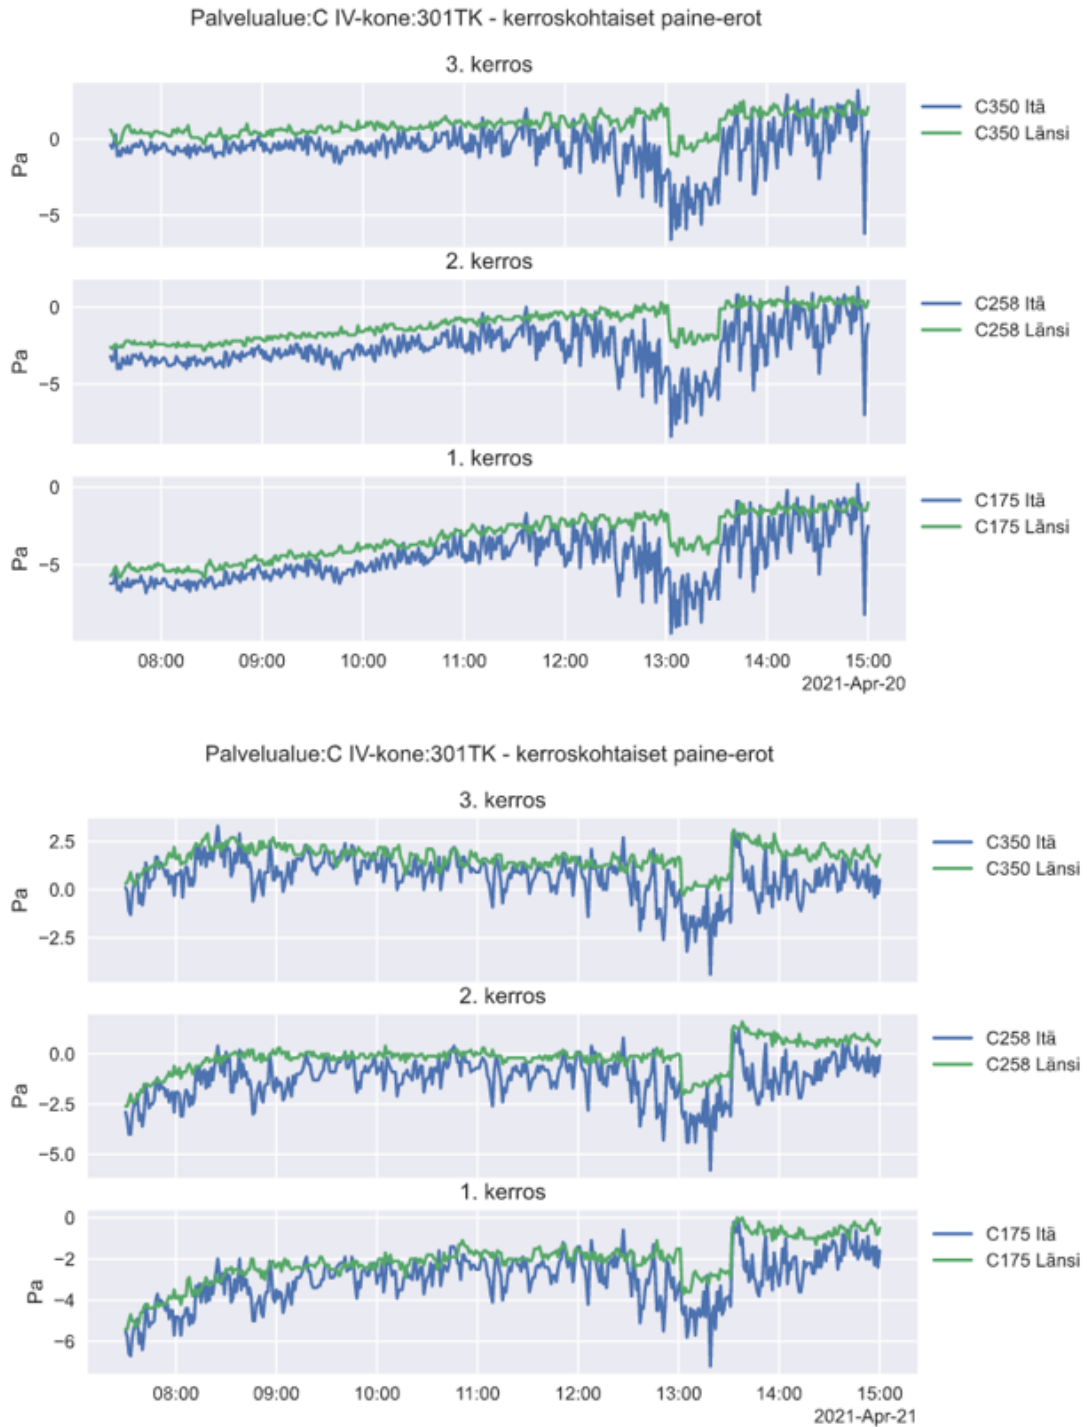 Palvelualue:C IV-kone:301TK - kerroskohtaiset paine-erot
3. kerros
0
−5
Pa
C350 Itä
C350 Länsi
2. kerros
0
−5
Pa
C258 Itä
C258 Länsi
1. kerros
0
−5
Pa
C175 Itä
C175 Länsi
08:00 09:00 10:00 11:00 12:00 13:00 14:00 15:00
2021-Apr-20
Palvelualue:C IV-kone:301TK - kerroskohtaiset paine-erot
3. kerros
2.5
0.0
−2.5
Pa
C350 Itä
C350 Länsi
2. kerros
0.0
−2.5
−5.0
Pa
C258 Itä
C258 Länsi
1. kerros
0
−2
−4
−6
Pa
C175 Itä
C175 Länsi
08:00 09:00 10:00 11:00 12:00 13:00 14:00 15:00
2021-Apr-21